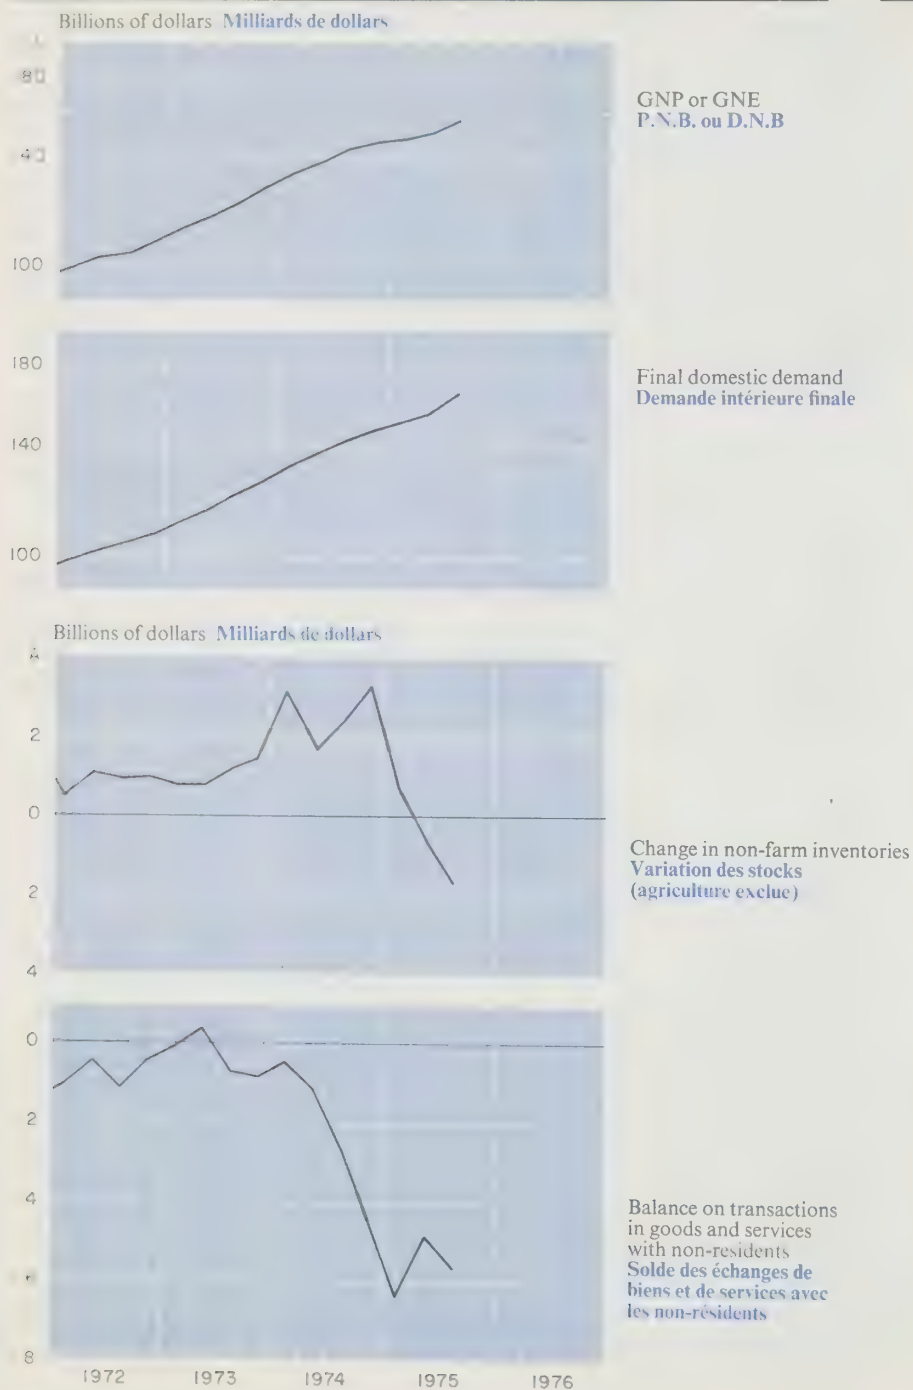 Billions of dollars Milliards de dollars
80
40
100
GNP or GNE
P.N.B. ou D.N.B
180
140
100
Final domestic demand
Demande intérieure finale
Billions of dollars Milliards de dollars
2
0
2
4
Change in non-farm inventories
Variation des stocks
(agriculture exclue)
0
2
4
8
Balance on transactions
in goods and services
with non-residents
Solde des échanges de
biens et de services avec
les non-résidents
1972 1973 1974 1975 1976